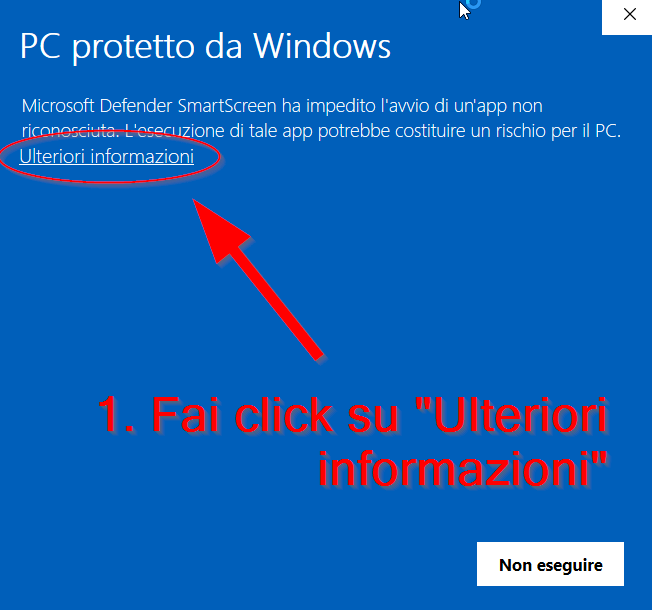 PC protetto da Windows
Microsoft Defender SmartScreen ha impedito l'avvio di un'app non
riconosciuta. L'esecuzione di tale app potrebbe costituire un rischio per il PC.
Ulteriori informazioni
1. Fai click su "Ulteriori
informazioni"
Non eseguire